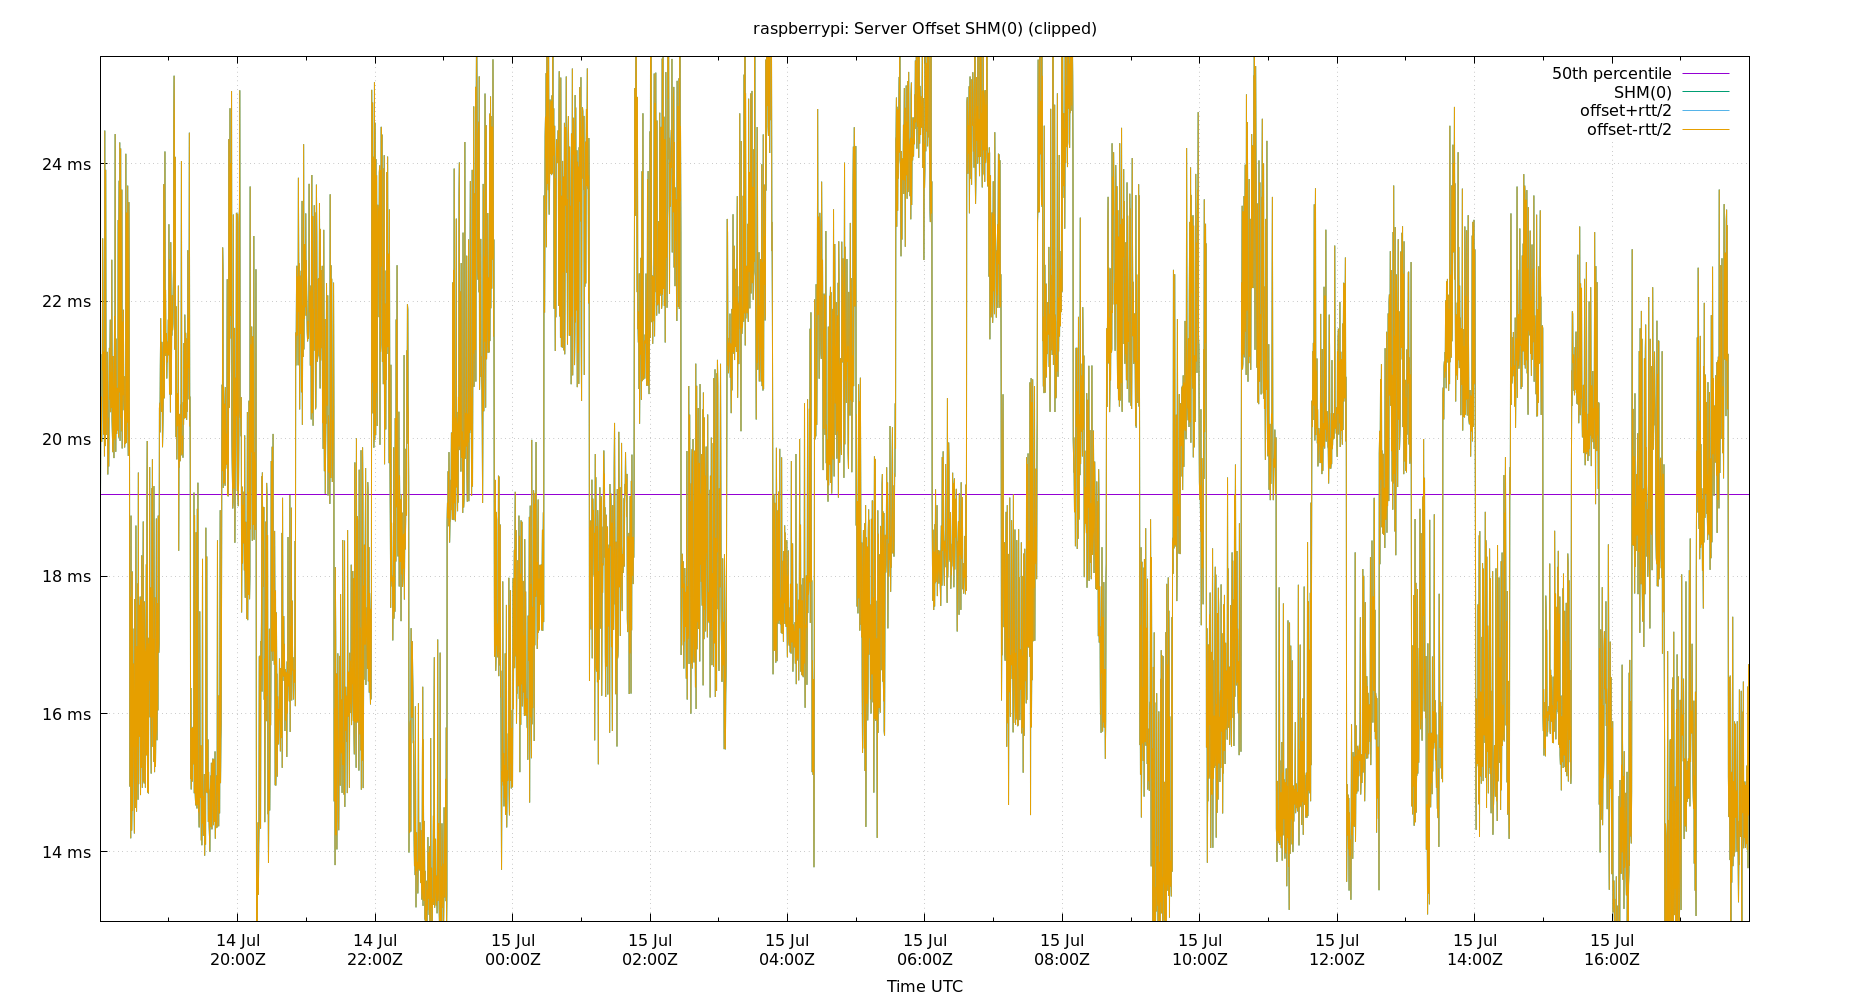 raspberrypi: Server Offset SHM(0) (clipped)
50th percentile
SHM(0)
offset+rtt/2
offset-rtt/2
24 ms
22 ms
20 ms
18 ms
16 ms
14 ms
14 Jul 14 Jul 15 Jul 15 Jul 15 Jul 15 Jul 15 Jul 15 Jul 15 Jul 15 Jul 15 Jul
20:00Z 22:00Z 00:00Z 02:00Z 04:00Z 06:00Z 08:00Z 10:00Z 12:00Z 14:00Z 16:00Z
Time UTC